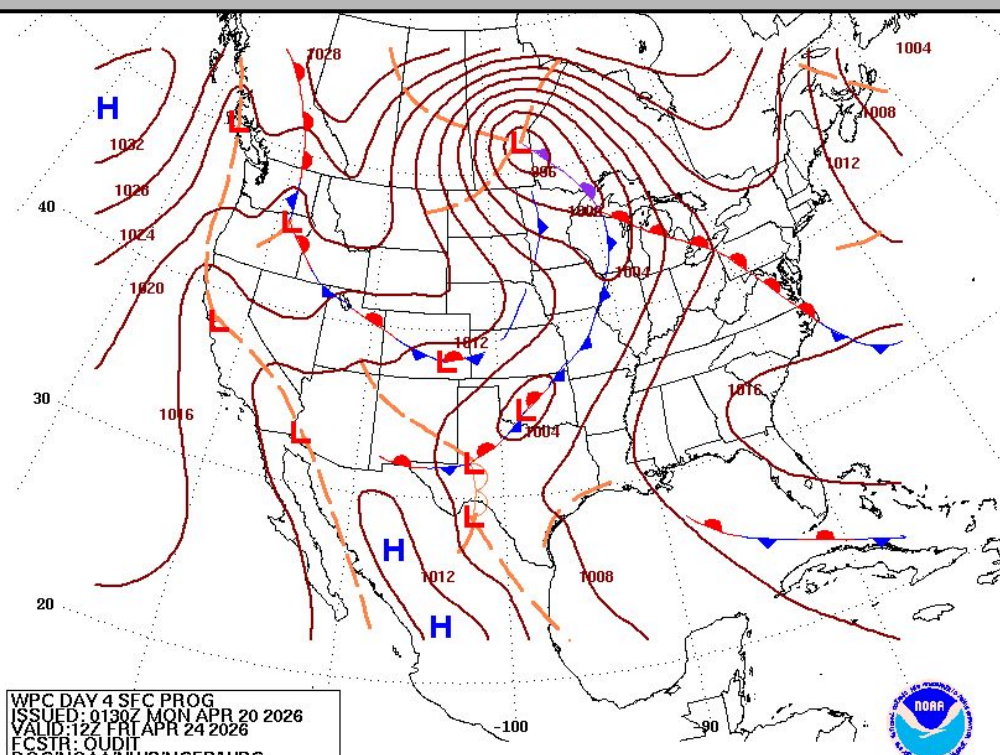 1028
1004
H
L
1008
1032
L
996
1012
1028
40
1008
L
1024
1004
1020
L
1012
L
1016
30
1016
L
1004
L
L
L
H
1012
1008
20
H
WPC DAY 4 SFC PROG
ISSUED: 0130Z MON APR 20 2026
VALID:12Z FRI APR 24 2026
FCSTR: OUDIT
-100
-90
NOAA